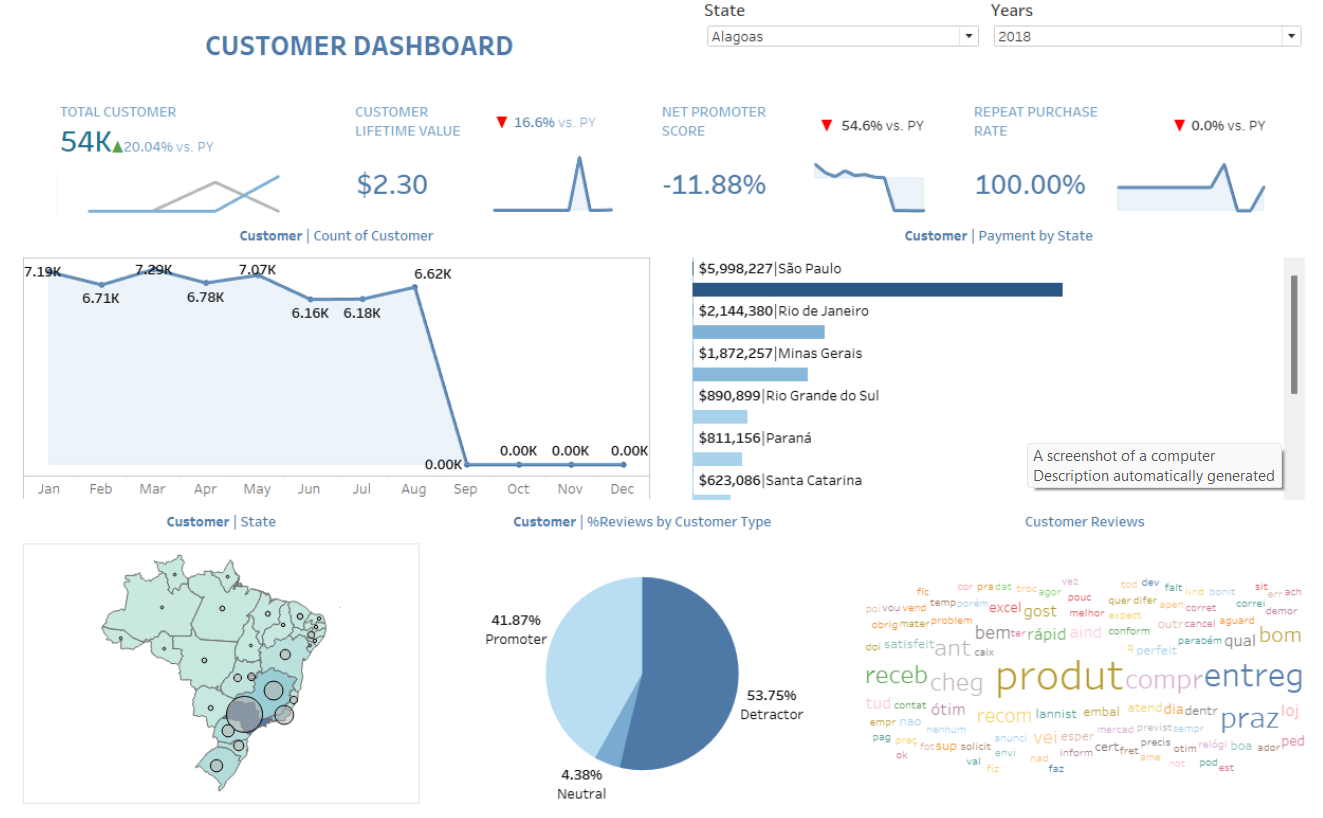 State
Years
CUSTOMER DASHBOARD
Alagoas
2018
TOTAL CUSTOMER
54K▲20.04% vs. PY
CUSTOMER
LIFETIME VALUE
▼ 16.6% vs. PY
$2.30
NET PROMOTER
SCORE
▼ 54.6% vs. PY
-11.88%
REPEAT PURCHASE
RATE
▼ 0.0% vs. PY
100.00%
Customer | Count of Customer
7.19K
6.71K
7.29K
6.78K
7.07K
6.16K
6.18K
6.62K
0.00K
0.00K
0.00K
0.00K
Jan Feb Mar Apr May Jun Jul Aug Sep Oct Nov Dec
Customer | Payment by State
$5,998,227|São Paulo
$2,144,380|Rio de Janeiro
$1,872,257|Minas Gerais
$890,899|Rio Grande do Sul
$811,156|Paraná
$623,086|Santa Catarina
A screenshot of a computer
Description automatically generated
Customer | State
Customer | %Reviews by Customer Type
41.87%
Promoter
53.75%
Detractor
4.38%
Neutral
Customer Reviews
fic cor pra dat troc agor vez tod dev falt lind bonit sit err ach
poi vou vend temp porém excel gost pouc melhor quer difer expect apen corret correi demor
obrig mater problem bem ter rápid aind conform outr cancel aguard
doi satisfeit ant caix q perfeit parabém qual bom
receb cheg produt compr entreg
tud contat ótim recom lannist embal atend dia dentr praz loj
empr nao nenhum mercad previst sempr
pag preç fot sup solicit anunci vei esper cert fret precis otim relógi boa ador ped
ok val envi nad inform ame not pod est
fiz faz